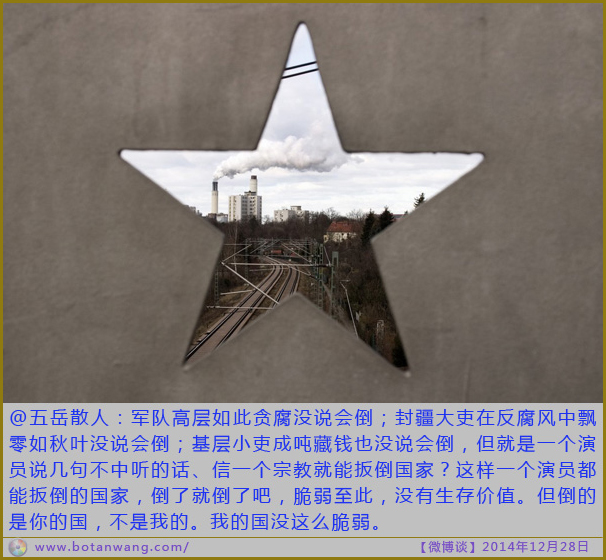 @五岳散人：军队高层如此贪腐没说会倒；封疆大吏在反腐风中飘
零如秋叶没说会倒；基层小吏成吨藏钱也没说会倒，但就是一个演
员说几句不中听的话、信一个宗教就能扳倒国家？这样一个演员都
能扳倒的国家，倒了就倒了吧，脆弱至此，没有生存价值。但倒的
是你的国，不是我的。我的国没这么脆弱。
www.botanwang.com/ 【微博谈】2014年12月28日